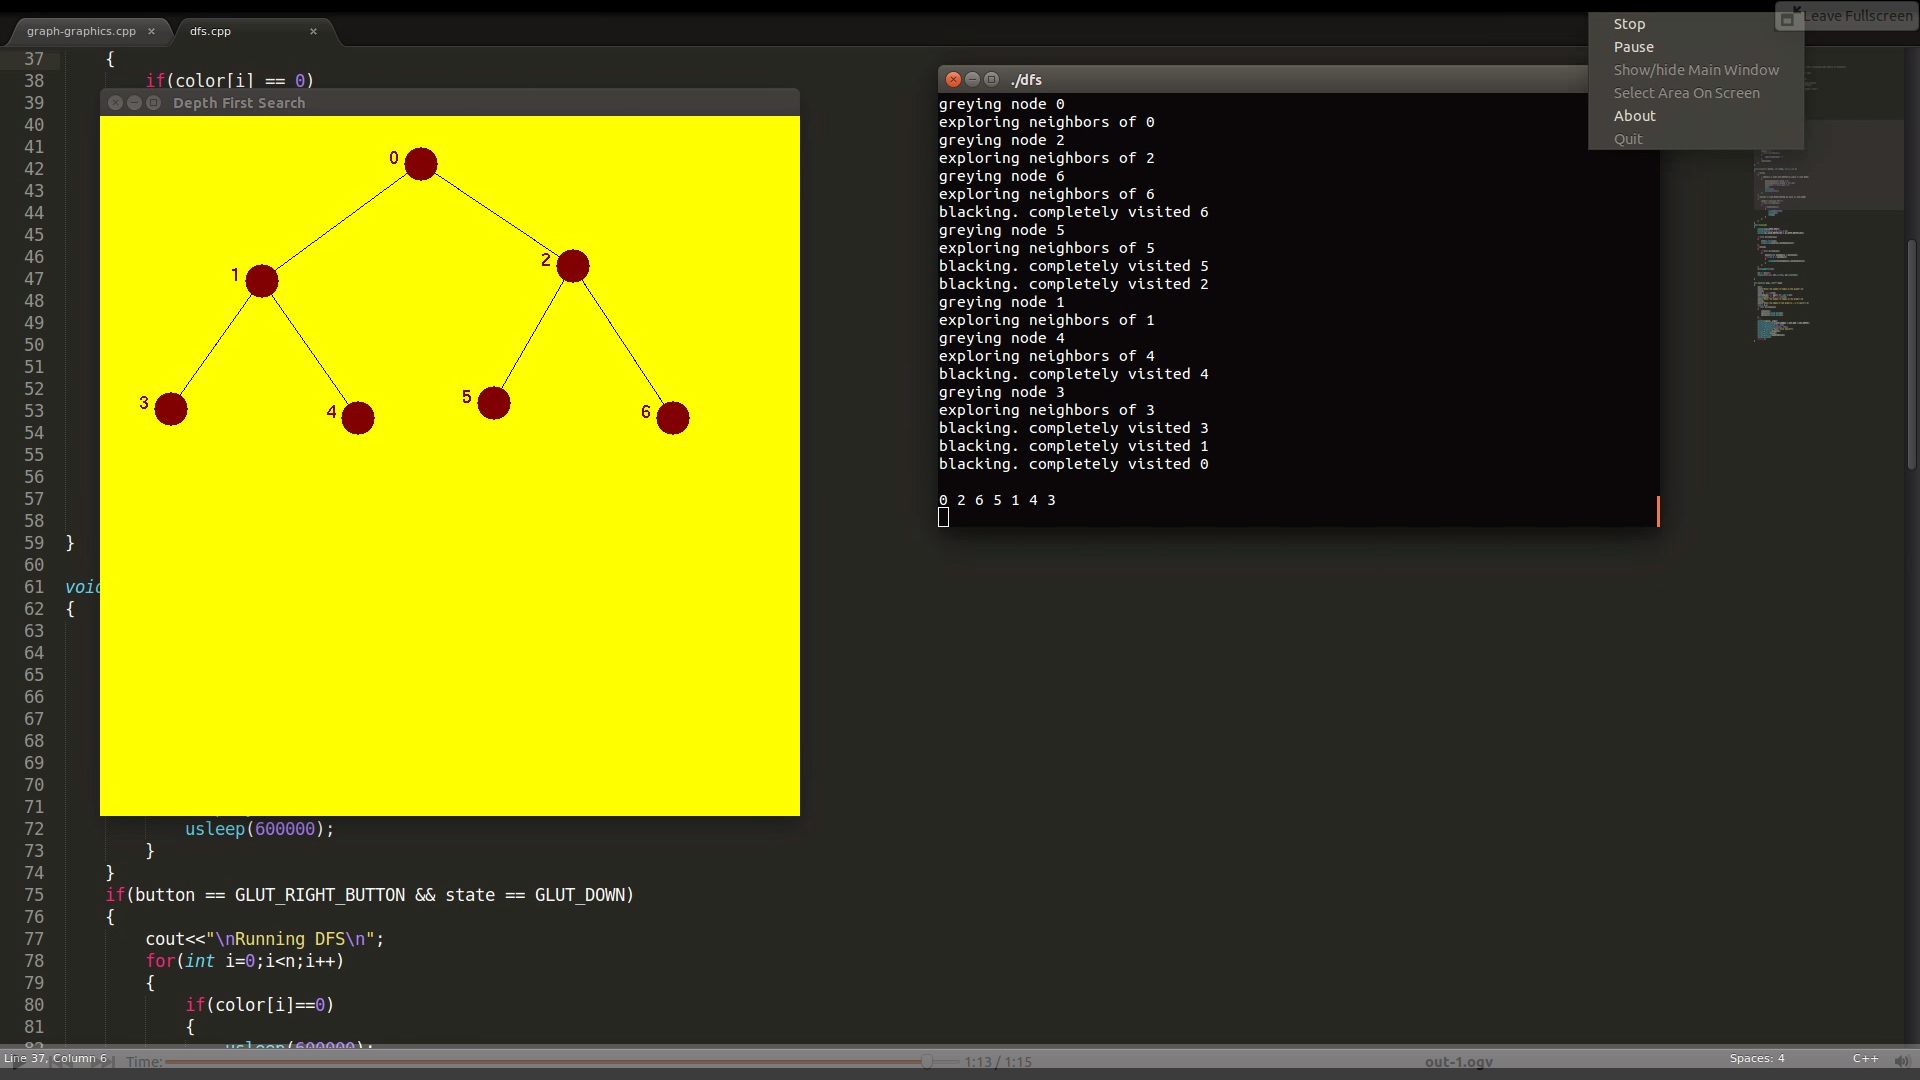 graph-graphics.cpp ×
dfs.cpp ×
37 {
38 if(color[i] == 0)
39
40
41
42
43
44
45
46
47
48
49
50
51
52
53
54
55
56
57
58
59 }
60
61 void
62 {
63
64
65
66
67
68
69
70
71
72 usleep(600000);
73 }
74 }
75 if(button == GLUT_RIGHT_BUTTON && state == GLUT_DOWN)
76 {
77 cout<<"\nRunning DFS\n";
78 for(int i=0;i<n;i++)
79 {
80 if(color[i]==0)
81 {
82 usleep(600000);
Depth First Search
0
1
2
3
4
5
6
./dfs
greying node 0
exploring neighbors of 0
greying node 2
exploring neighbors of 2
greying node 6
exploring neighbors of 6
blacking. completely visited 6
greying node 5
exploring neighbors of 5
blacking. completely visited 5
blacking. completely visited 2
greying node 1
exploring neighbors of 1
greying node 4
exploring neighbors of 4
blacking. completely visited 4
greying node 3
exploring neighbors of 3
blacking. completely visited 3
blacking. completely visited 1
blacking. completely visited 0
0 2 6 5 1 4 3
Stop
Pause
Show/hide Main Window
Select Area On Screen
About
Quit
Leave Fullscreen
Line 37, Column 6
Time:
1:13 / 1:15
out-1.ogv
Spaces: 4
C++